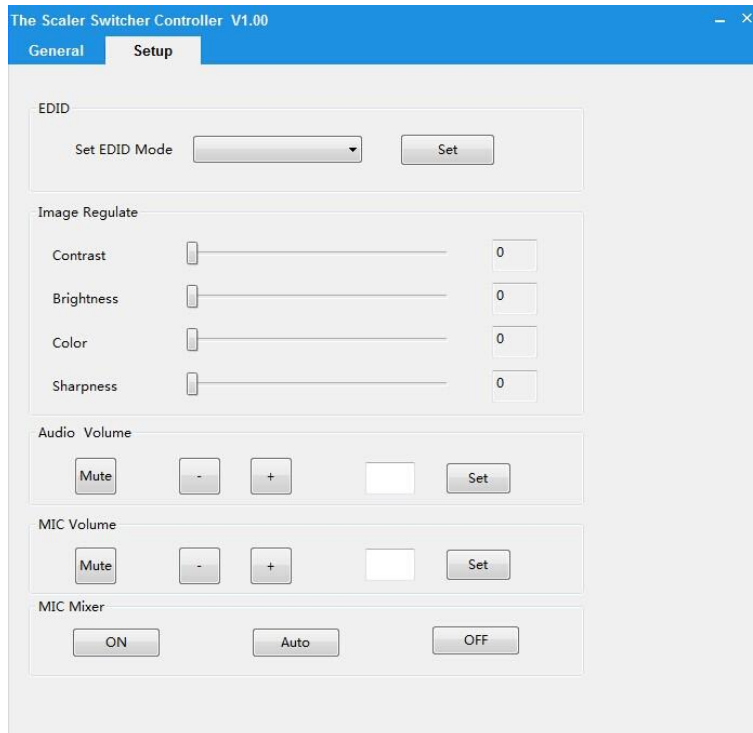 The Scaler Switcher Controller V1.00
General Setup
EDID
Set EDID Mode Set
Image Regulate
Contrast 0
Brightness 0
Color 0
Sharpness 0
Audio Volume
Mute - + Set
MIC Volume
Mute - + Set
MIC Mixer
ON Auto OFF